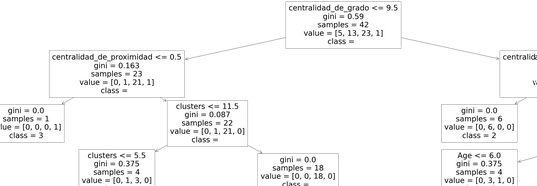 centralidad_de_grado <= 9.5
gini = 0.59
samples = 42
value = [5, 13, 23, 1]
class =
centralidad_de_proximidad <= 0.5
gini = 0.163
samples = 23
value = [0, 1, 21, 1]
class =
gini = 0.0
samples = 1
value = [0, 0, 0, 1]
class = 3
clusters <= 11.5
gini = 0.087
samples = 22
value = [0, 1, 21, 0]
class =
gini = 0.0
samples = 6
value = [0, 6, 0, 0]
class = 2
clusters <= 5.5
gini = 0.375
samples = 4
value = [0, 1, 3, 0]
gini = 0.0
samples = 18
value = [0, 0, 18, 0]
class =
Age <= 6.0
gini = 0.375
samples = 4
value = [0, 3, 1, 0]